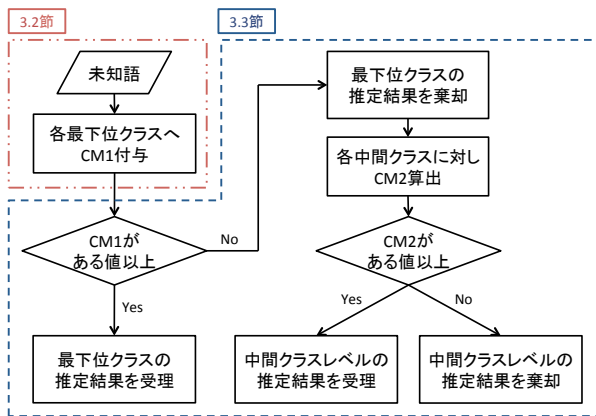 3.2節
3.3節
未知語
各最下位クラスへ
CM1付与
CM1が
ある値以上
No
Yes
最下位クラスの
推定結果を受理
最下位クラスの
推定結果を棄却
各中間クラスに対し
CM2算出
CM2が
ある値以上
Yes
No
中間クラスレベルの
推定結果を受理
中間クラスレベルの
推定結果を棄却